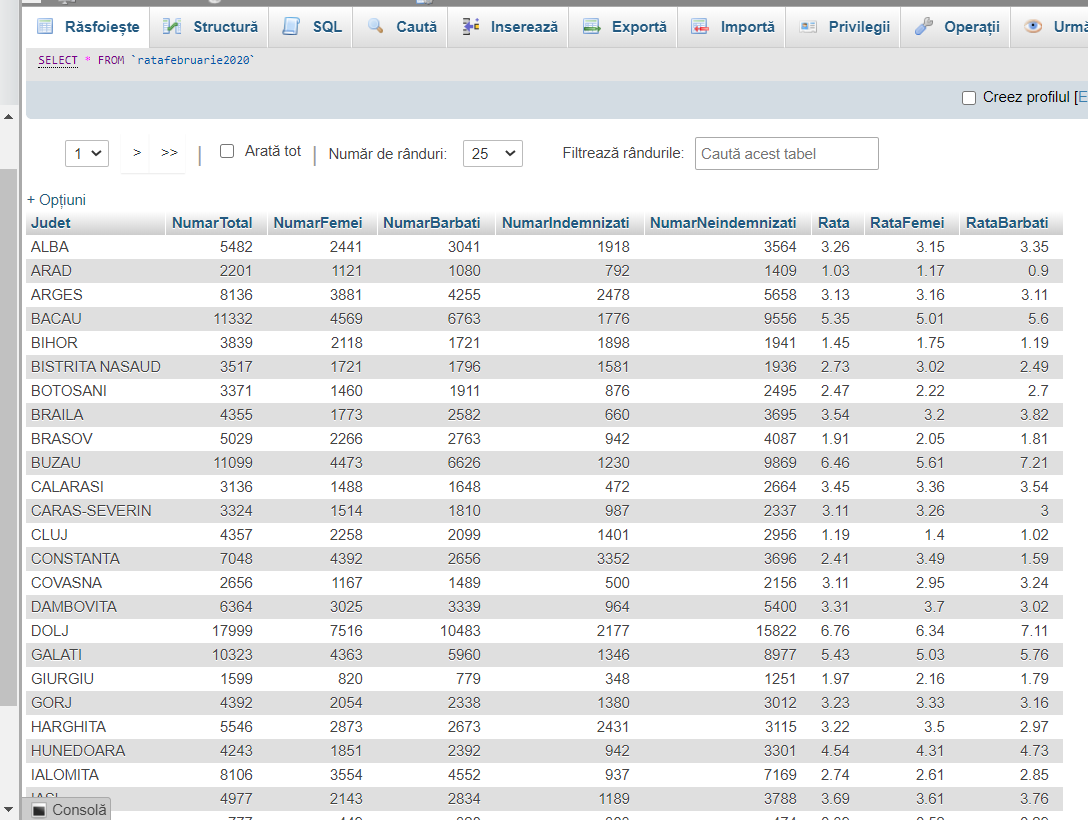 Răsfoiește Structură SQL Caută Inserează Exportă Importă Privilegii Operații
SELECT * FROM `ratafebruarie2020`
Creez profilul [E
1 > >> | Arată tot | Număr de rânduri: 25 Filtrează rândurile: Caută acest tabel
+ Opțiuni
Judet NumarTotal NumarFemei NumarBarbati NumarIndemnizati NumarNeindemnizati Rata RataFemei RataBarbati
ALBA 5482 2441 3041 1918 3564 3.26 3.15 3.35
ARAD 2201 1121 1080 792 1409 1.03 1.17 0.9
ARGES 8136 3881 4255 2478 5658 3.13 3.16 3.11
BACAU 11332 4569 6763 1776 9556 5.35 5.01 5.6
BIHOR 3839 2118 1721 1898 1941 1.45 1.75 1.19
BISTRITA NASAUD 3517 1721 1796 1581 1936 2.73 3.02 2.49
BOTOSANI 3371 1460 1911 876 2495 2.47 2.22 2.7
BRAILA 4355 1773 2582 660 3695 3.54 3.2 3.82
BRASOV 5029 2266 2763 942 4087 1.91 2.05 1.81
BUZAU 11099 4473 6626 1230 9869 6.46 5.61 7.21
CALARASI 3136 1488 1648 472 2664 3.45 3.36 3.54
CARAS-SEVERIN 3324 1514 1810 987 2337 3.11 3.26 3
CLUJ 4357 2258 2099 1401 2956 1.19 1.4 1.02
CONSTANTA 7048 4392 2656 3352 3696 2.41 3.49 1.59
COVASNA 2656 1167 1489 500 2156 3.11 2.95 3.24
DAMBOVITA 6364 3025 3339 964 5400 3.31 3.7 3.02
DOLJ 17999 7516 10483 2177 15822 6.76 6.34 7.11
GALATI 10323 4363 5960 1346 8977 5.43 5.03 5.76
GIURGIU 1599 820 779 348 1251 1.97 2.16 1.79
GORJ 4392 2054 2338 1380 3012 3.23 3.33 3.16
HARGHITA 5546 2873 2673 2431 3115 3.22 3.5 2.97
HUNEDOARA 4243 1851 2392 942 3301 4.54 4.31 4.73
IALOMITA 8106 3554 4552 937 7169 2.74 2.61 2.85
4977 2143 2834 1189 3788 3.69 3.61 3.76
Consolă